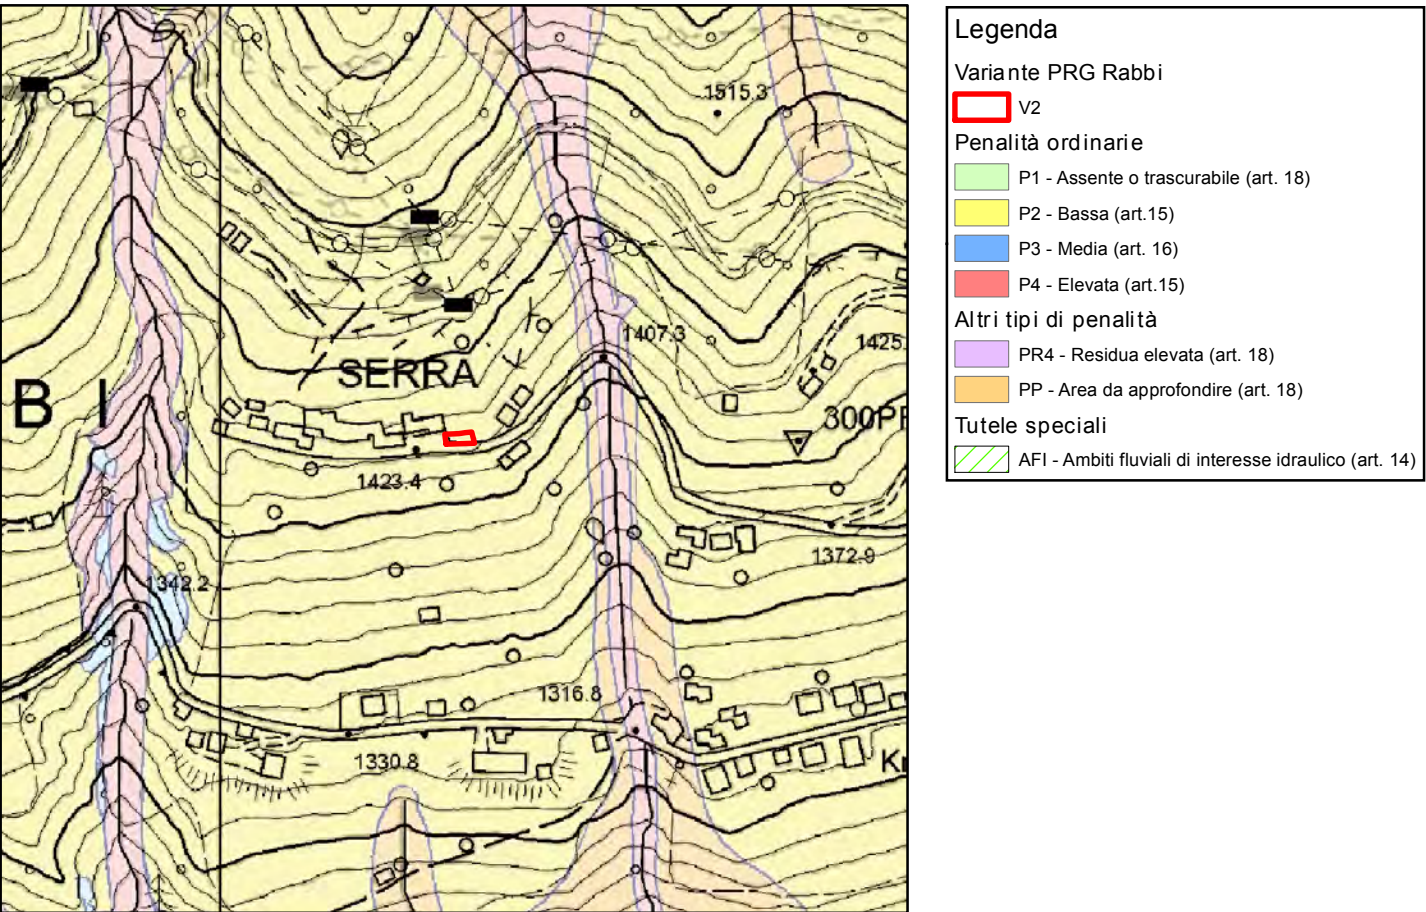 1515.3
1407.3
1425.
SERRA
B I
300PF
1423.4
1372.9
1342.2
1316.8
1330.8
Legenda
Variante PRG Rabbi
V2
Penalità ordinarie
P1 - Assente o trascurabile (art. 18)
P2 - Bassa (art.15)
P3 - Media (art. 16)
P4 - Elevata (art.15)
Altri tipi di penalità
PR4 - Residua elevata (art. 18)
PP - Area da approfondire (art. 18)
Tutele speciali
AFI - Ambiti fluviali di interesse idraulico (art. 14)